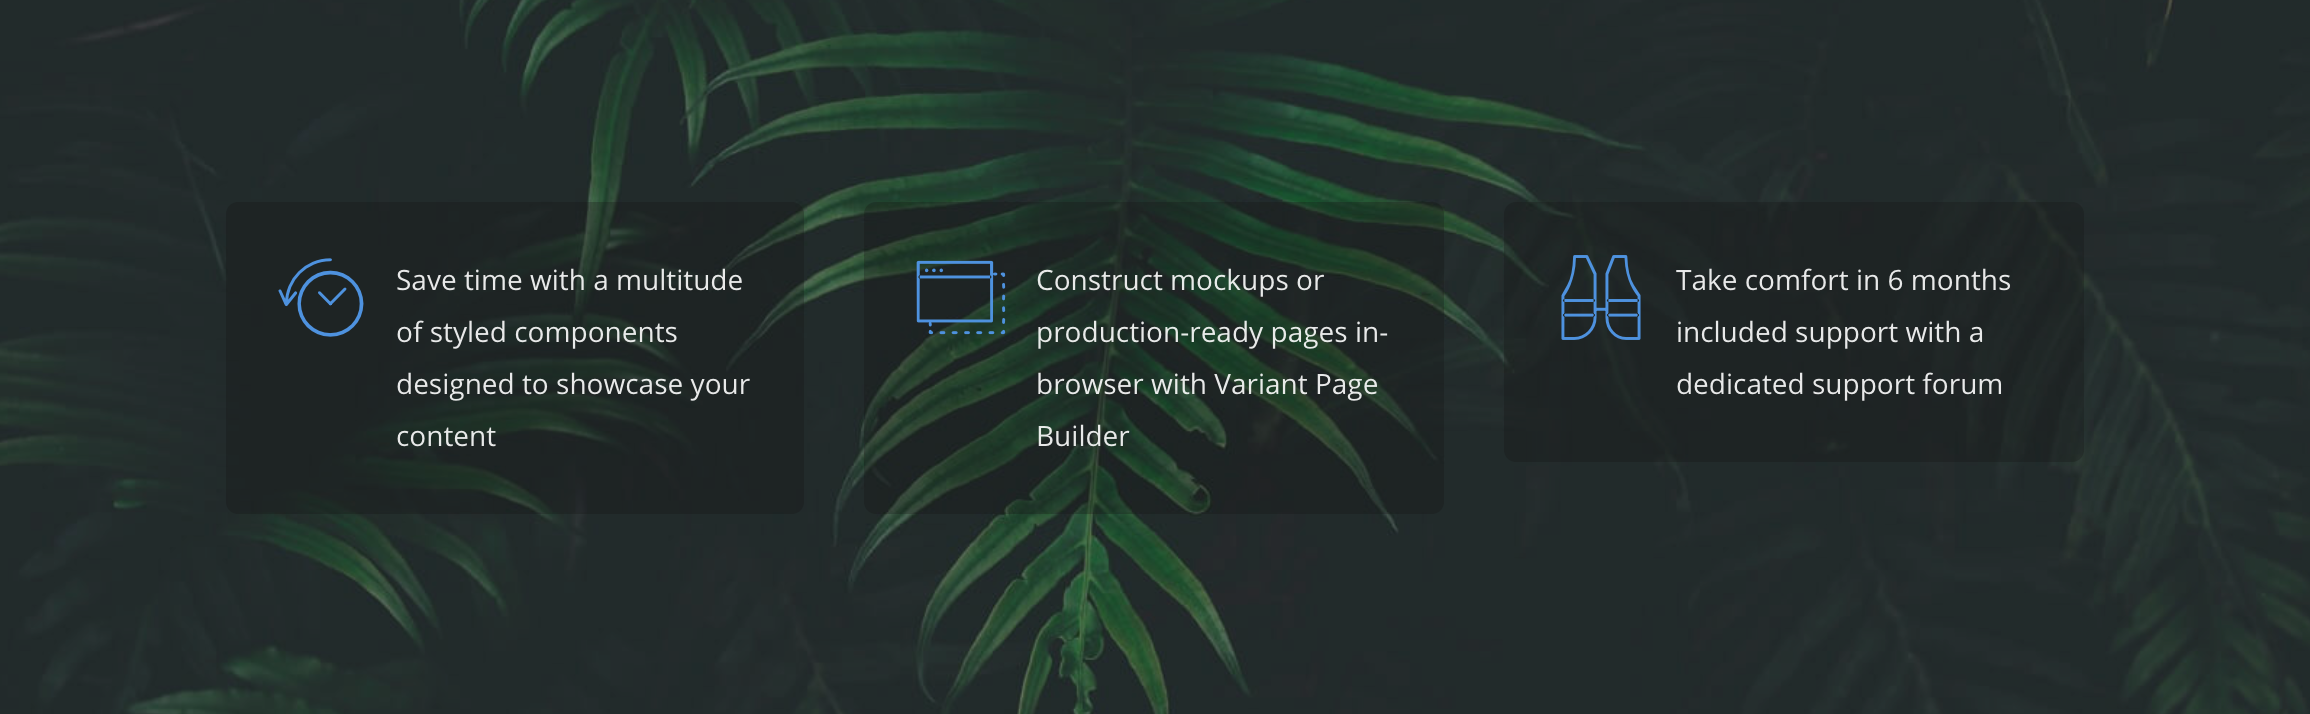 Save time with a multitude
of styled components
designed to showcase your
content
Construct mockups or
production-ready pages in-
browser with Variant Page
Builder
Take comfort in 6 months
included support with a
dedicated support forum